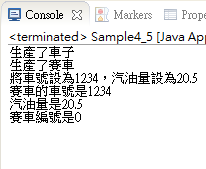 Console Markers Prope
<terminated> Sample4_5 [Java Ap
生產了車子
生產了賽車
將車號設為1234，汽油量設為20.5
賽車的車號是1234
汽油量是20.5
賽車編號是0